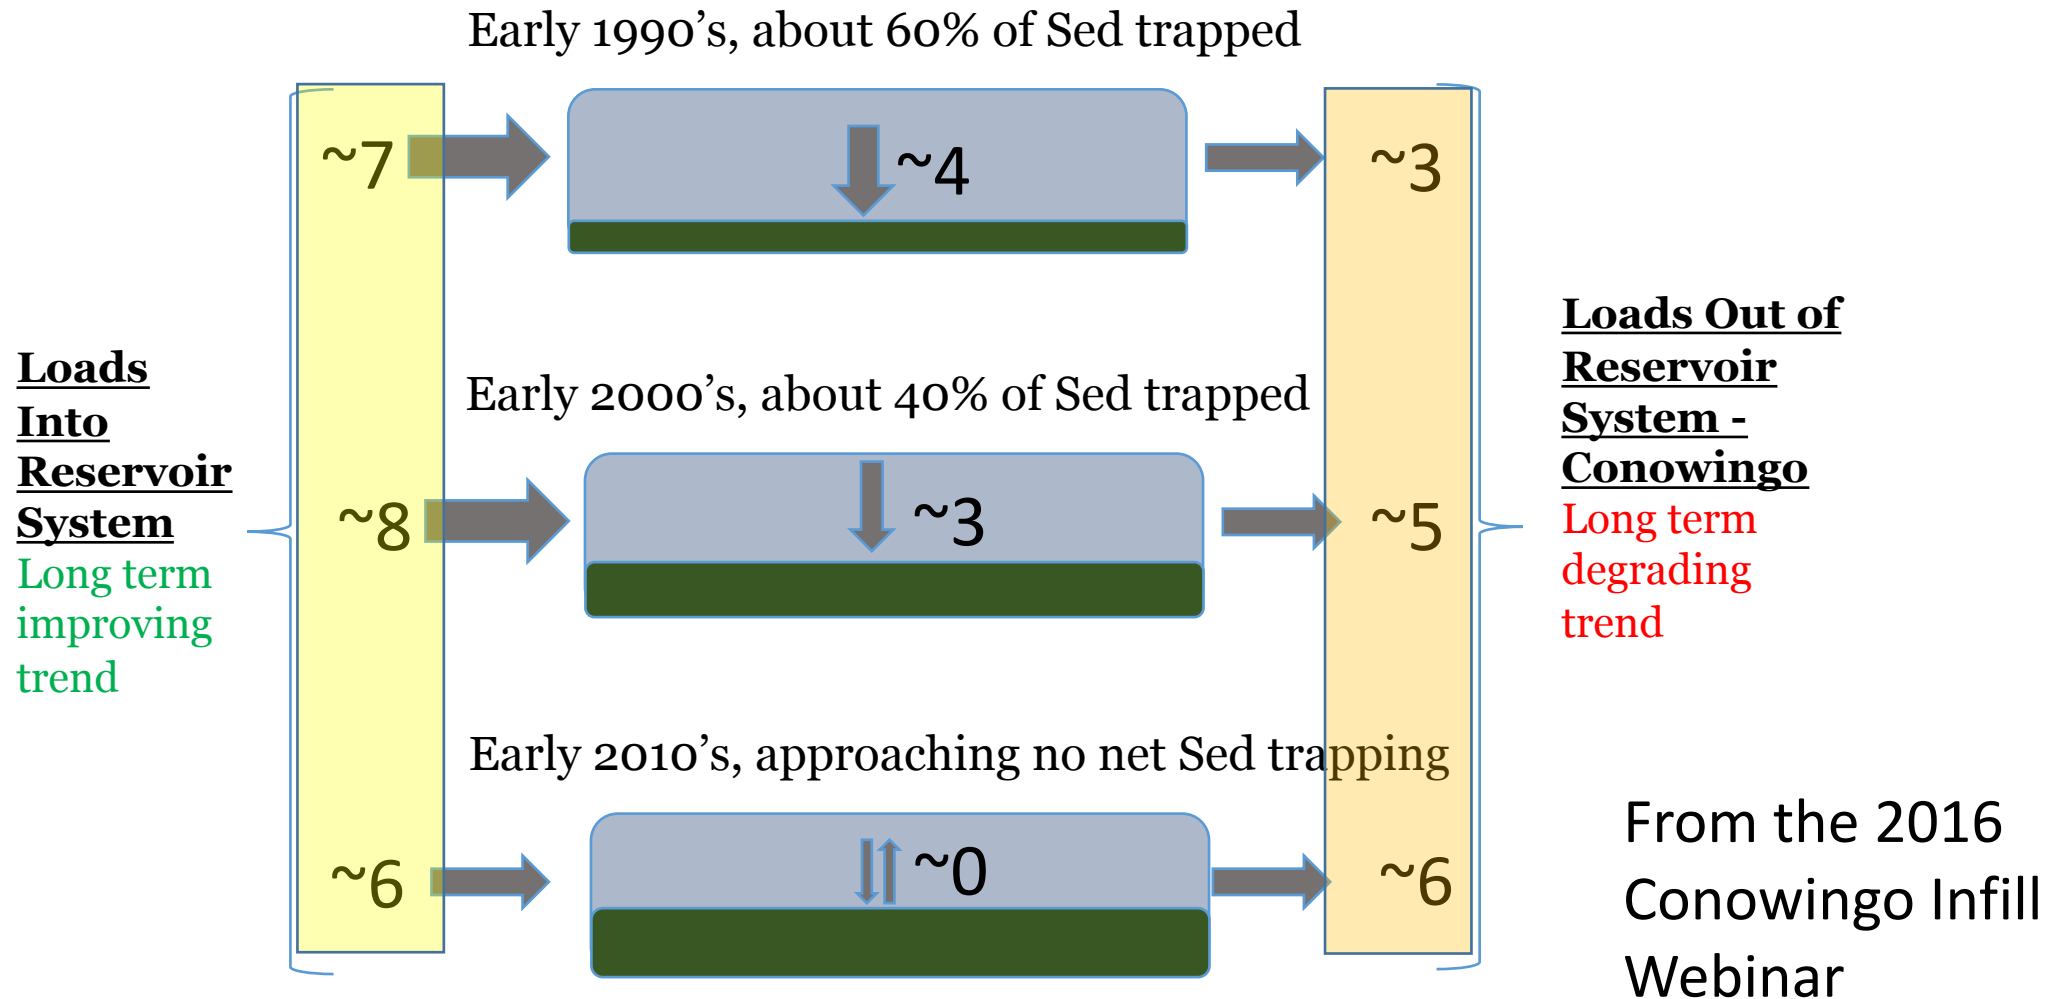 Early 1990’s, about 60% of Sed trapped
~7
~4
~3
Loads
Into
Reservoir
System
Long term
improving
trend
Early 2000’s, about 40% of Sed trapped
~8
~3
~5
Loads Out of
Reservoir
System -
Conowingo
Long term
degrading
trend
Early 2010’s, approaching no net Sed trapping
~6
~0
~6
From the 2016
Conowingo Infill
Webinar